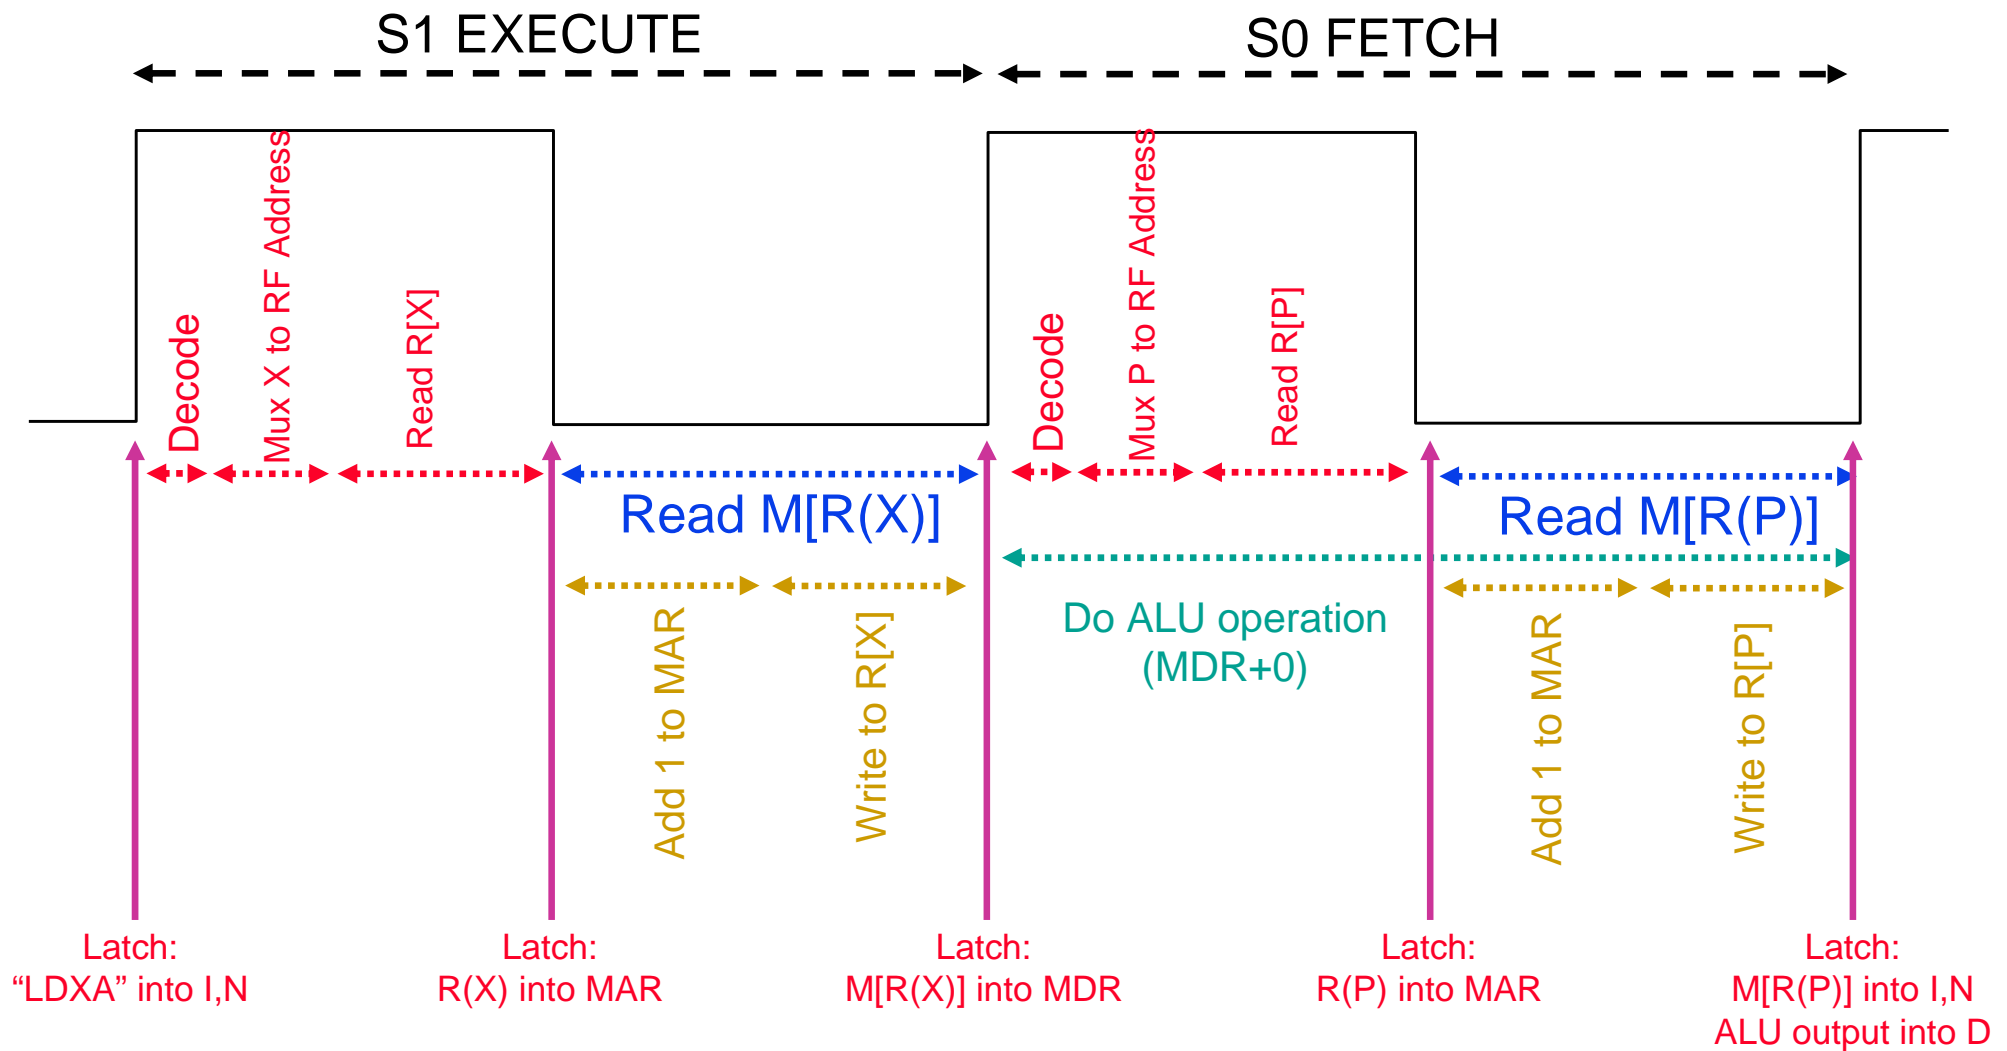 S1 EXECUTE
S0 FETCH
Decode
Mux X to RF Address
Read R[X]
Decode
Mux P to RF Address
Read R[P]
Read M[R(X)]
Read M[R(P)]
Add 1 to MAR
Write to R[X]
Do ALU operation
(MDR+0)
Add 1 to MAR
Write to R[P]
Latch:
“LDXA” into I,N
Latch:
R(X) into MAR
Latch:
M[R(X)] into MDR
Latch:
R(P) into MAR
Latch:
M[R(P)] into I,N
ALU output into D